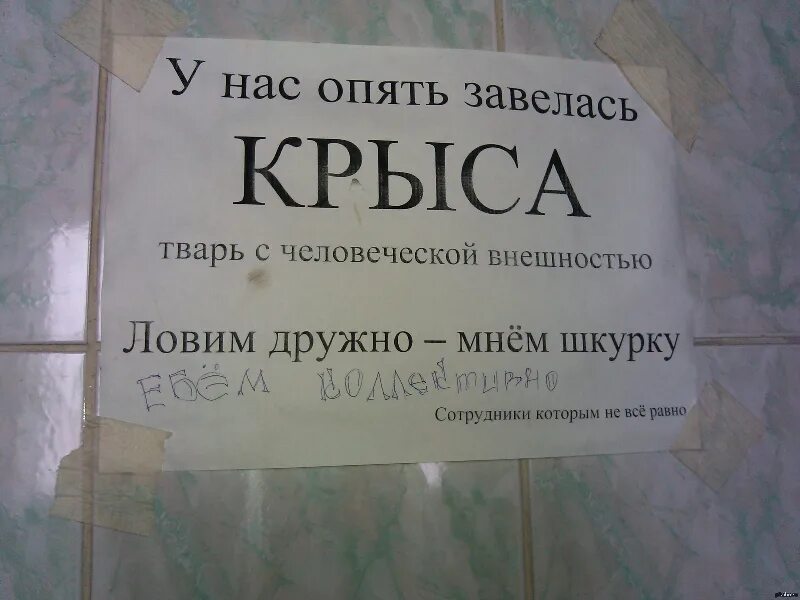 У нас опять завелась
КРЫСА
тварь с человеческой внешностью
Ловим дружно – мнём шкурку
ЕБЁМ КОЛЛЕКТИВНО
Сотрудники которым не всё равно